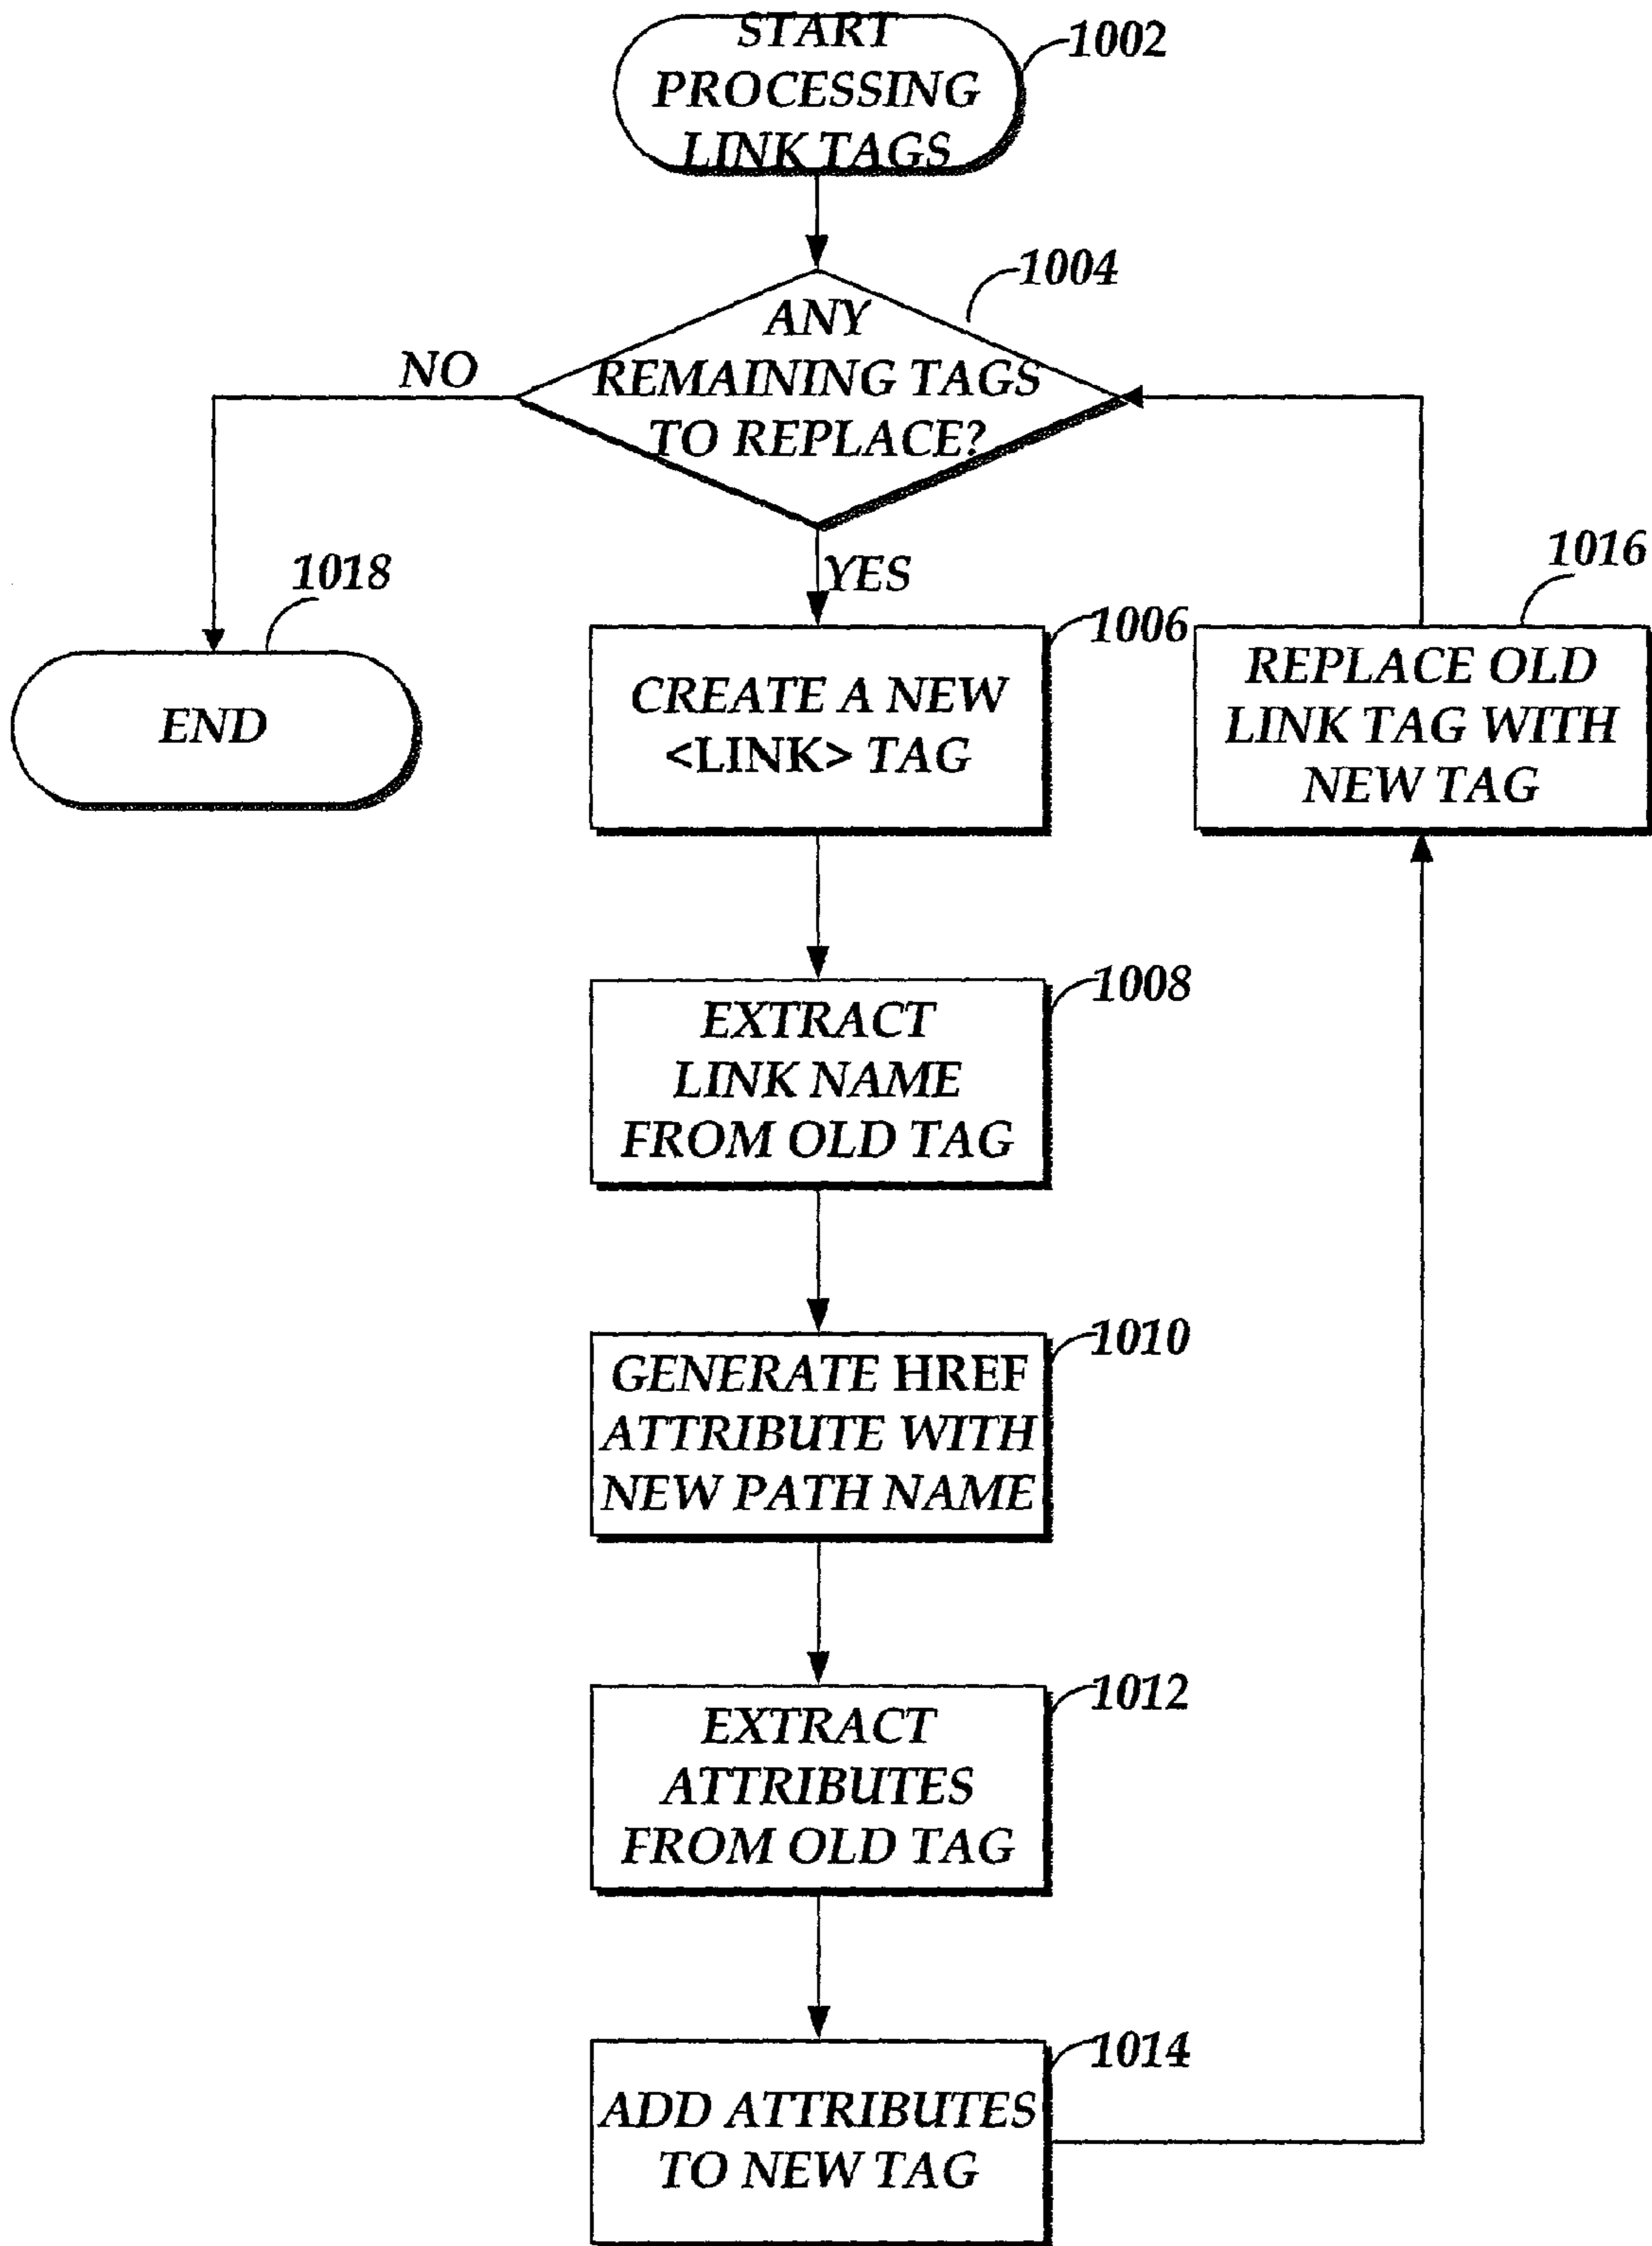 START
PROCESSING
LINK TAGS
1002
1004
ANY
REMAINING TAGS
TO REPLACE?
NO
YES
1018
END
1006
CREATE A NEW
<LINK> TAG
1016
REPLACE OLD
LINK TAG WITH
NEW TAG
1008
EXTRACT
LINK NAME
FROM OLD TAG
1010
GENERATE HREF
ATTRIBUTE WITH
NEW PATH NAME
1012
EXTRACT
ATTRIBUTES
FROM OLD TAG
1014
ADD ATTRIBUTES
TO NEW TAG